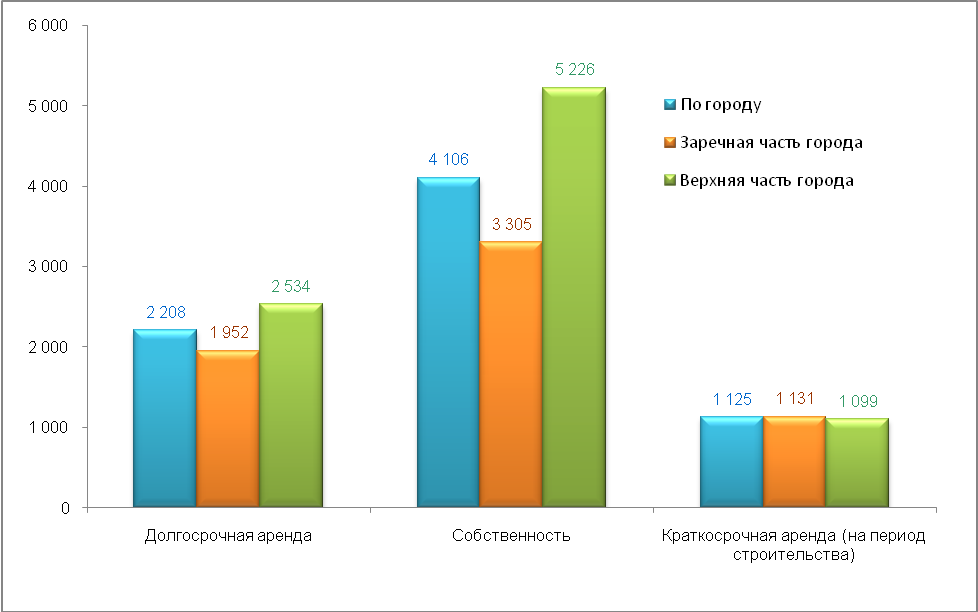 6 000
5 000
4 000
3 000
2 000
1 000
0
2 208
1 952
2 534
4 106
3 305
5 226
1 125
1 131
1 099
По городу
Заречная часть города
Верхняя часть города
Долгосрочная аренда
Собственность
Краткосрочная аренда (на период
строительства)